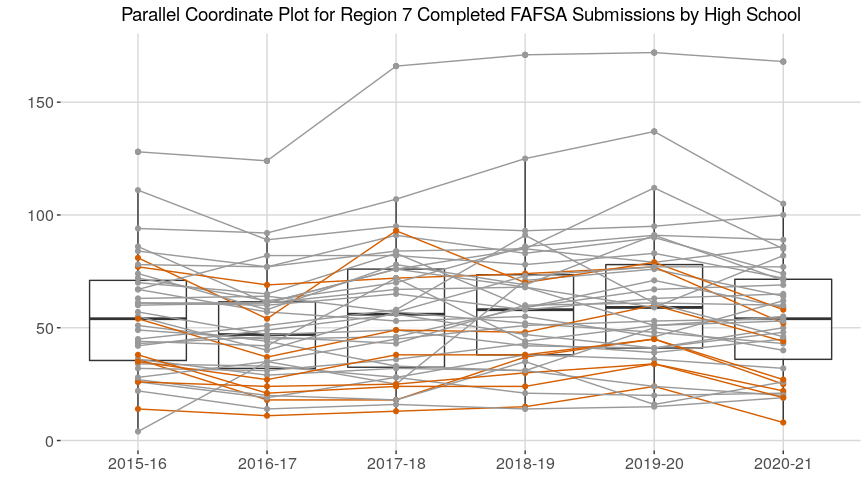 Parallel Coordinate Plot for Region 7 Completed FAFSA Submissions by High School
150
100
50
0
2015-16 2016-17 2017-18 2018-19 2019-20 2020-21